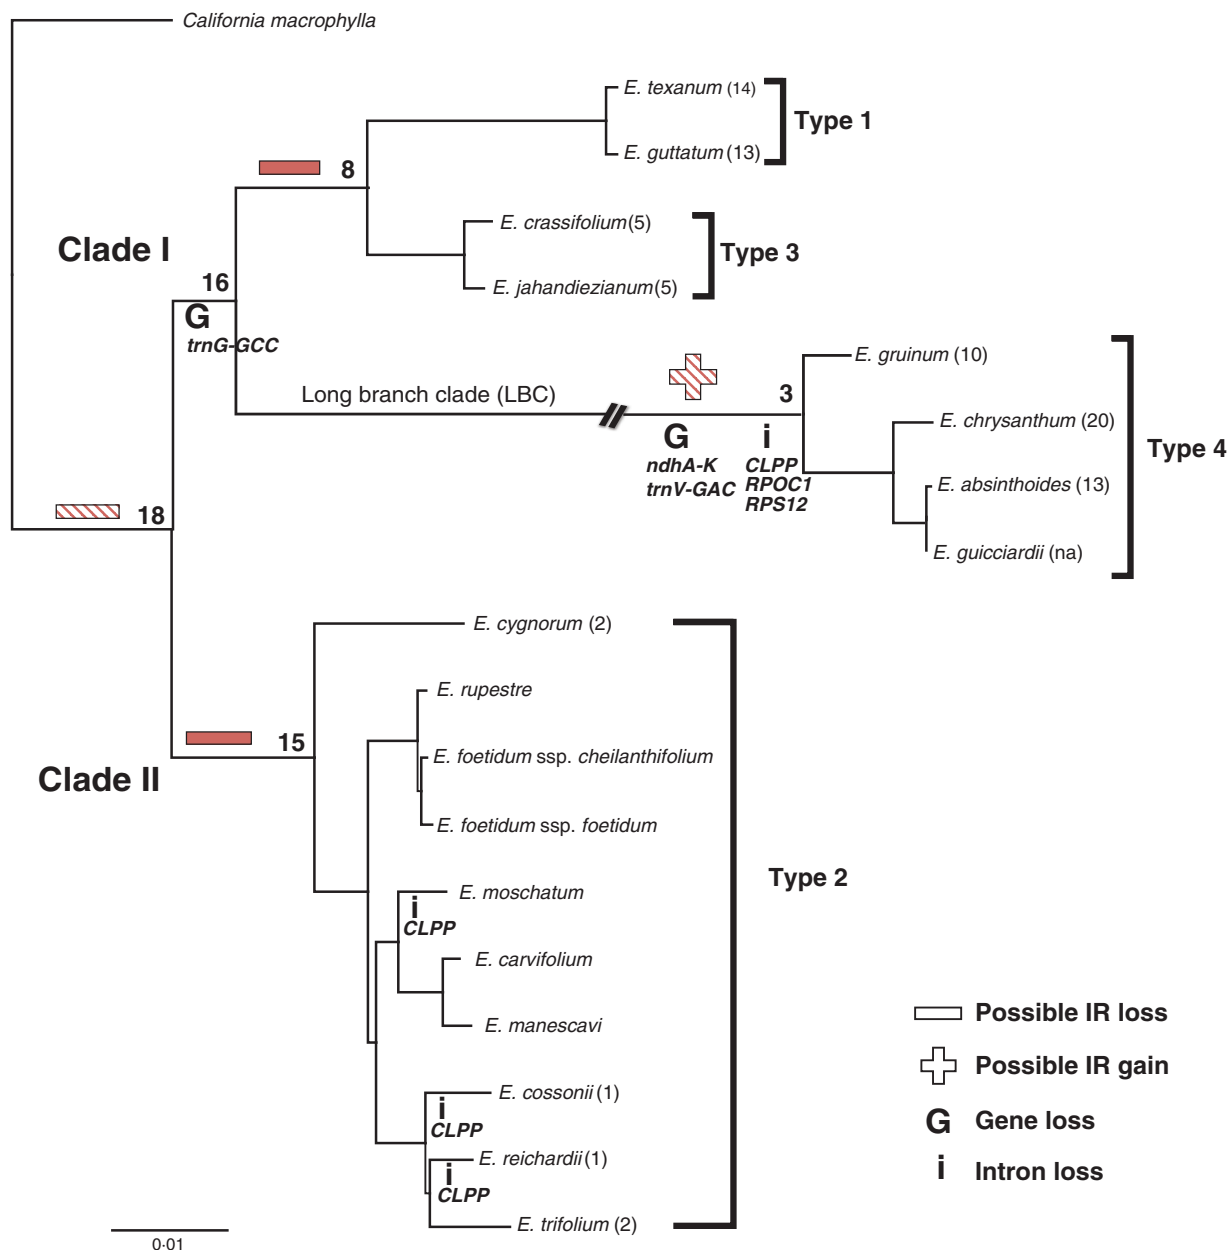 California macrophylla
E. texanum (14)
Type 1
E. guttatum (13)
8
E. crassifolium(5)
Clade I
Type 3
16
E. jahandiezianum(5)
G
trnG-GCC
E. gruinum (10)
Long branch clade (LBC)
3
E. chrysanthum (20)
G
i
Type 4
ndhA-K
CLPP
trnV-GAC
RPOC1
RPS12
E. absinthoides (13)
18
E. guicciardii (na)
E. cygnorum (2)
E. rupestre
15
E. foetidum ssp. cheilanthifolium
Clade II
E. foetidum ssp. foetidum
Type 2
E. moschatum
i
CLPP
E. carvifolium
E. manescavi
E. cossonii (1)
i
CLPP
E. reichardii (1)
i
CLPP
E. trifolium (2)
Possible IR loss
Possible IR gain
G Gene loss
i Intron loss
0·01